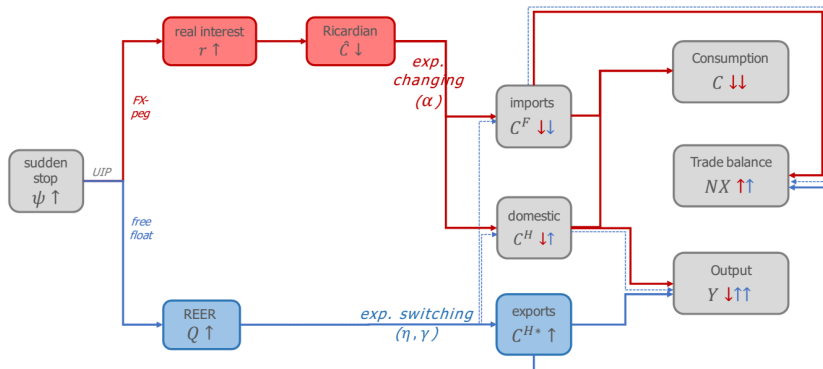 real interest
r ↑
Ricardian
Ĉ ↓
exp.
changing
(α)
Consumption
C ↓↓
imports
C^F ↓↓
FX-
peg
sudden
stop
ψ ↑
UIP
Trade balance
NX ↑↑
free
float
domestic
C^H ↓↑
Output
Y ↓↑↑
REER
Q ↑
exp. switching
(η,γ)
exports
C^{H*} ↑